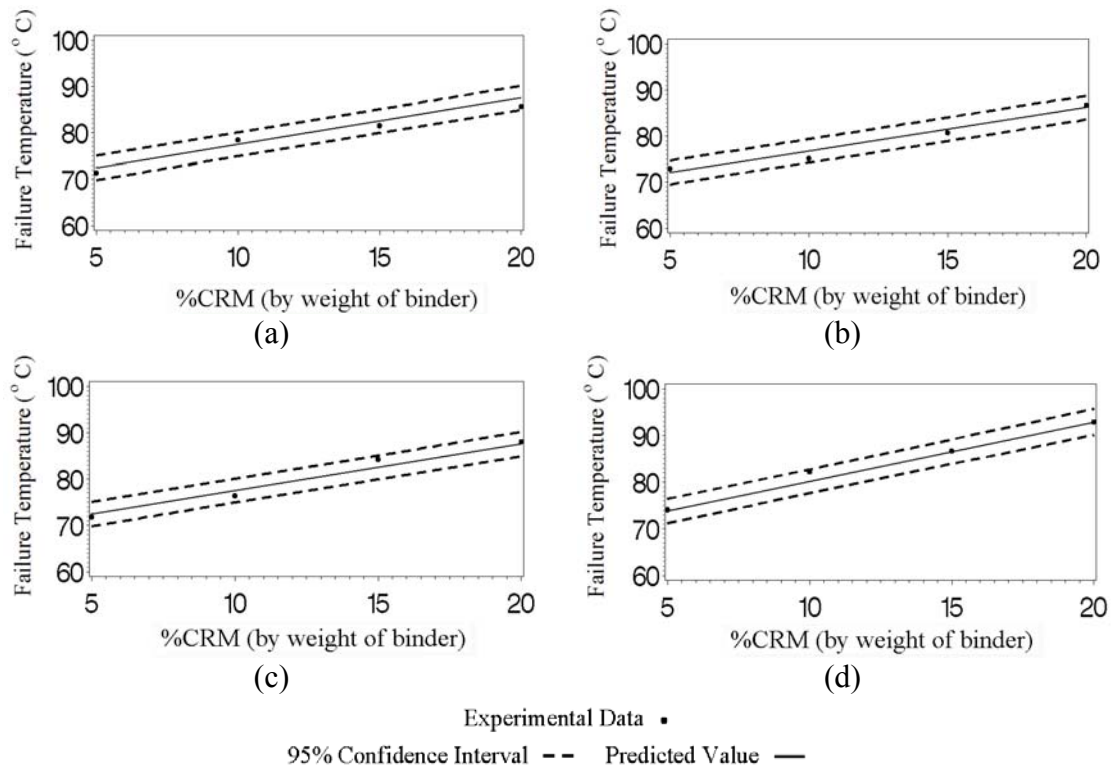 100
90
80
70
60
Failure Temperature (° C)
5 10 15 20
%CRM (by weight of binder)
(a)
100
90
80
70
60
Failure Temperature (° C)
5 10 15 20
%CRM (by weight of binder)
(b)
100
90
80
70
60
Failure Temperature (° C)
5 10 15 20
%CRM (by weight of binder)
(c)
100
90
80
70
60
Failure Temperature (° C)
5 10 15 20
%CRM (by weight of binder)
(d)
Experimental Data
95% Confidence Interval Predicted Value